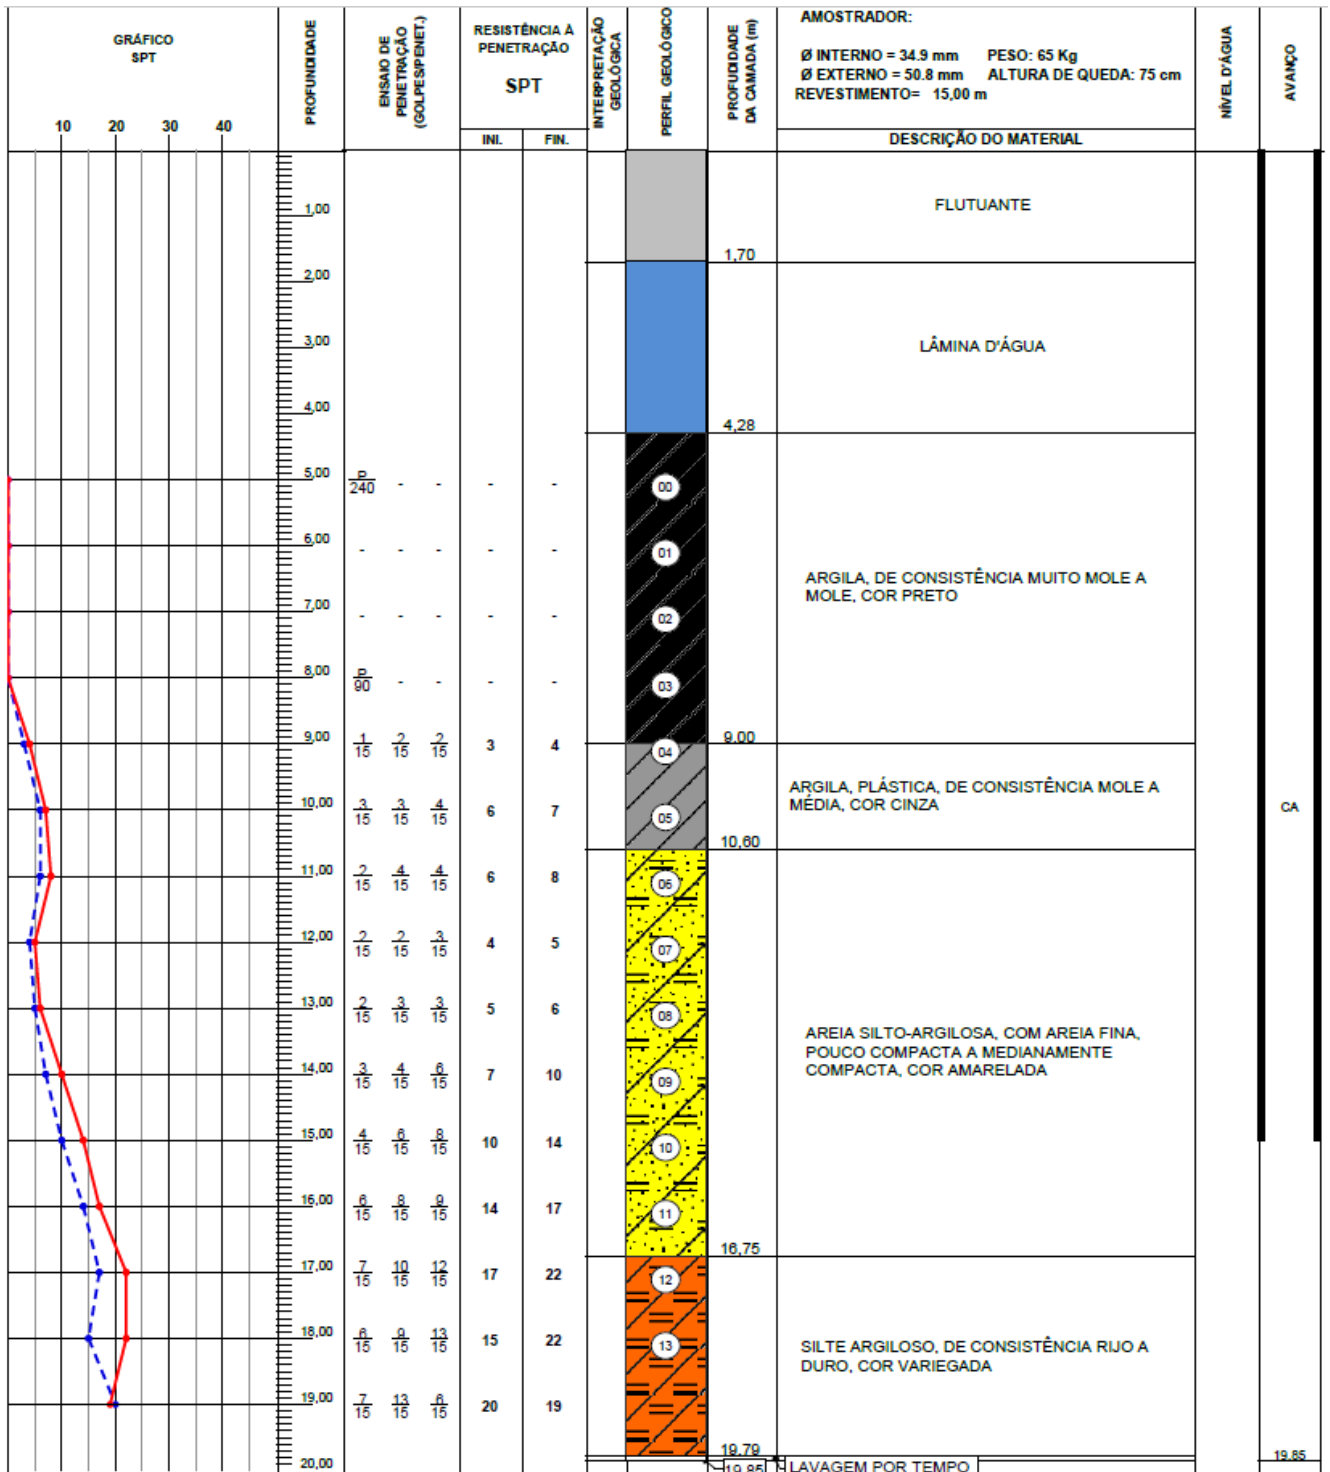 GRÁFICO
SPT
10 20 30 40
PROFUNDIDADE
ENSAIO DE
PENETRAÇÃO
(GOLPES/PENET.)
RESISTÊNCIA À
PENETRAÇÃO
SPT
INI. FIN.
INTERPRETAÇÃO
GEOLÓGICA
PERFIL GEOLÓGICO
PROFUDIDADE
DA CAMADA (m)
AMOSTRADOR:
Ø INTERNO = 34.9 mm PESO: 65 Kg
Ø EXTERNO = 50.8 mm ALTURA DE QUEDA: 75 cm
REVESTIMENTO= 15,00 m
DESCRIÇÃO DO MATERIAL
NÍVEL D'ÁGUA
AVANÇO
1,00
FLUTUANTE
1,70
2,00
3,00
LÂMINA D'ÁGUA
4,00
4,28
5,00 P/240 - - - - 00
6,00 - - - - - 01
ARGILA, DE CONSISTÊNCIA MUITO MOLE A
MOLE, COR PRETO
7,00 - - - - - 02
8,00 P/90 - - - - 03
9,00 1/15 2/15 2/15 3 4 04 9,00
ARGILA, PLÁSTICA, DE CONSISTÊNCIA MOLE A
MÉDIA, COR CINZA
10,00 3/15 3/15 4/15 6 7 05 CA
10,60
11,00 2/15 4/15 4/15 6 8 06
12,00 2/15 2/15 3/15 4 5 07
13,00 2/15 3/15 3/15 5 6 08
AREIA SILTO-ARGILOSA, COM AREIA FINA,
POUCO COMPACTA A MEDIANAMENTE
COMPACTA, COR AMARELADA
14,00 3/15 4/15 6/15 7 10 09
15,00 4/15 6/15 8/15 10 14 10
16,00 6/15 8/15 9/15 14 17 11
16,75
17,00 7/15 10/15 12/15 17 22 12
18,00 6/15 9/15 13/15 15 22 13
SILTE ARGILOSO, DE CONSISTÊNCIA RIJO A
DURO, COR VARIEGADA
19,00 7/15 13/15 6/15 20 19
19,79
19.85
20,00 19,85 LAVAGEM POR TEMPO